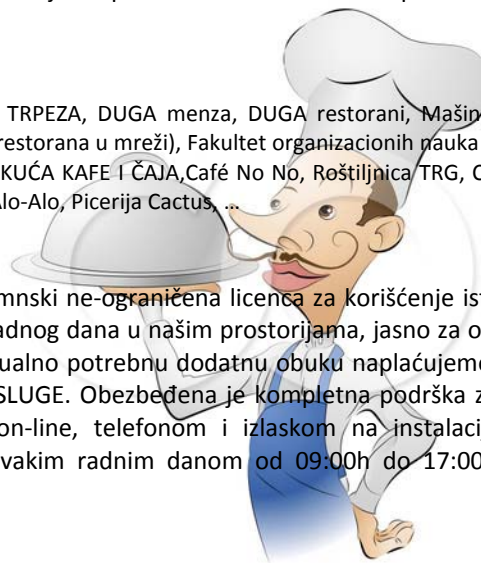 TRPEZA, DUGA menza, DUGA restorani, Mašin
restorana u mreži), Fakultet organizacionih nauka
KUĆA KAFE I ČAJA,Café No No, Roštiljnica TRG, C
Alo-Alo, Picerija Cactus, ...
mnski ne-ograničena licenca za korišćenje ist
adnog dana u našim prostorijama, jasno za o
ualno potrebnu dodatnu obuku naplaćujeme
SLUGE. Obezbeđena je kompletna podrška z
on-line, telefonom i izlaskom na instalacij
vakim radnim danom od 09:00h do 17:00